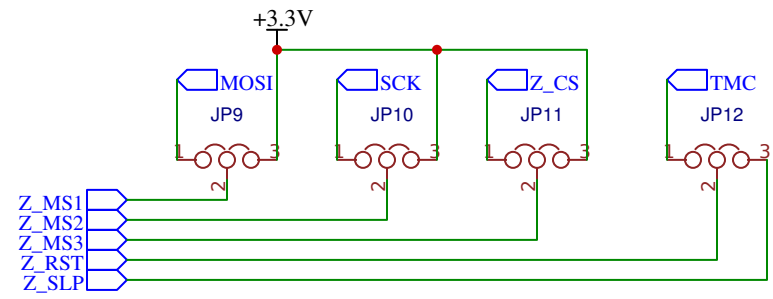 +3.3V
MOSI SCK Z_CS TMC
JP9 JP10 JP11 JP12
1 3 1 3 1 3 1 3
2 2 2 2
Z_MS1
Z_MS2
Z_MS3
Z_RST
Z_SLP